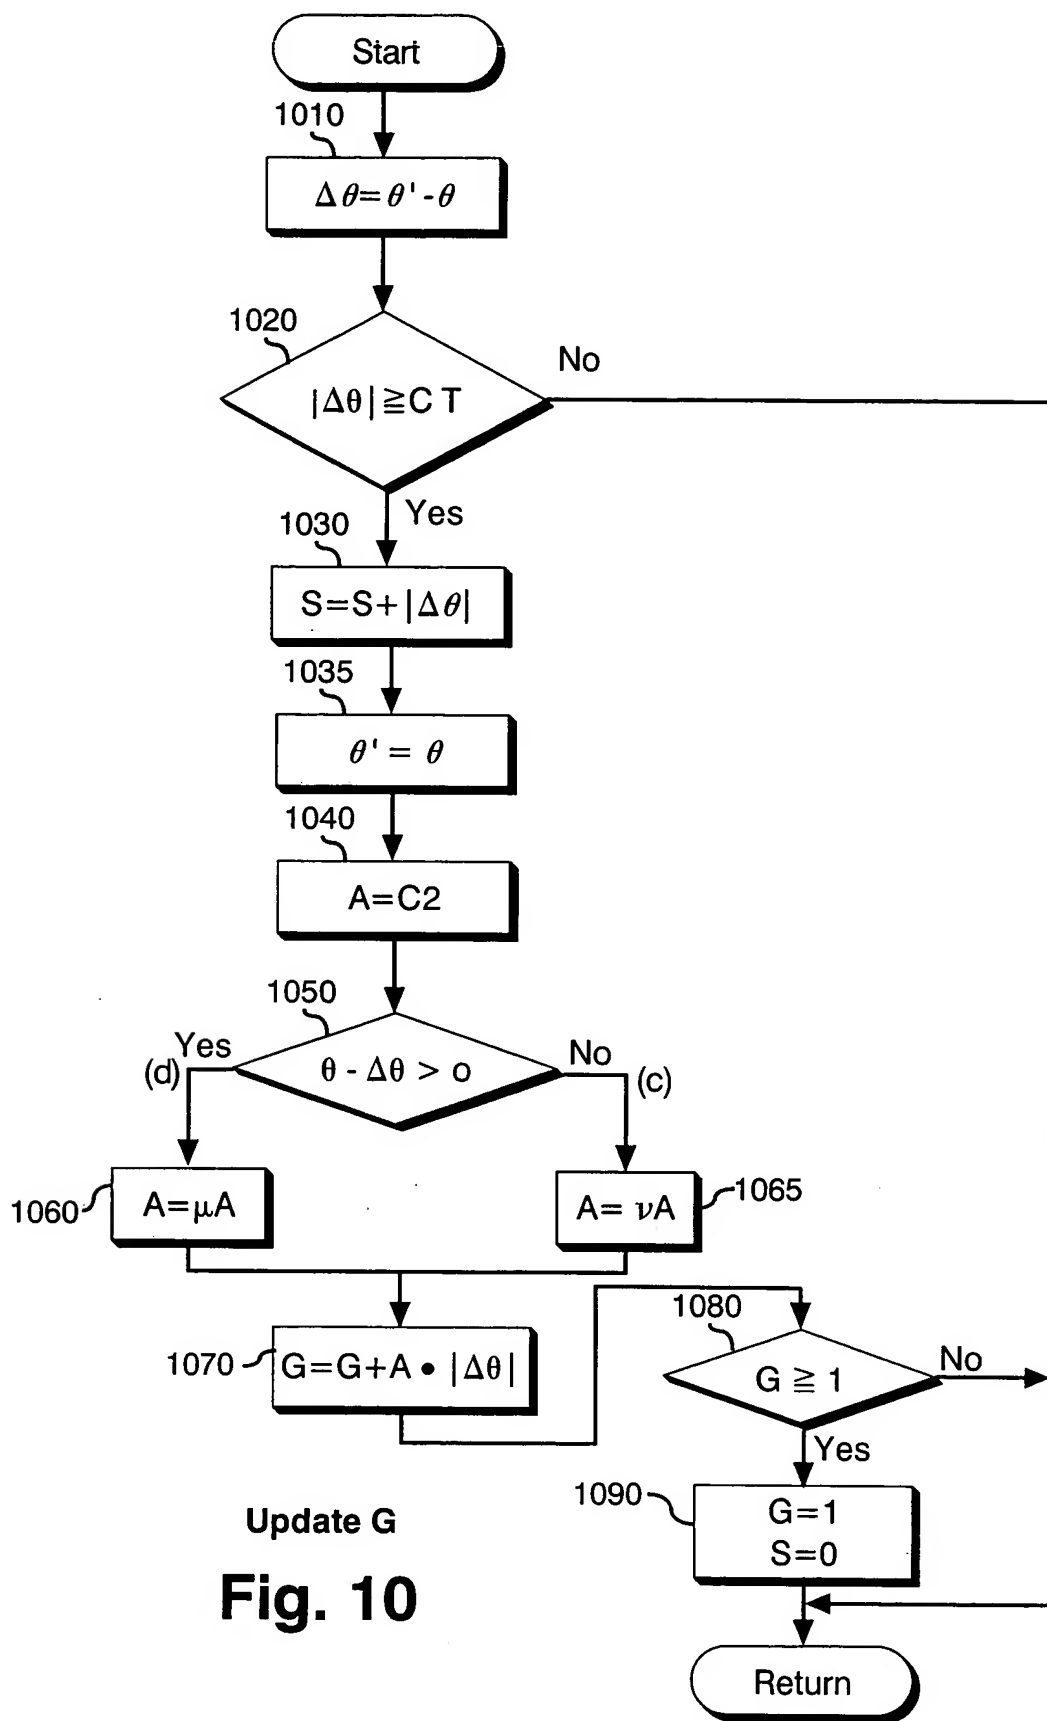 Start
1010
Δθ=θ'-θ
1020
|Δθ|≧C T
No
Yes
1030
S=S+|Δθ|
1035
θ' = θ
1040
A=C2
1050
Yes
(d)
θ - Δθ > o
No
(c)
1060
A=μA
A= νA
1065
1070
G=G+A • |Δθ|
1080
G ≧ 1
No
Yes
1090
G=1
S=0
Update G
Fig. 10
Return